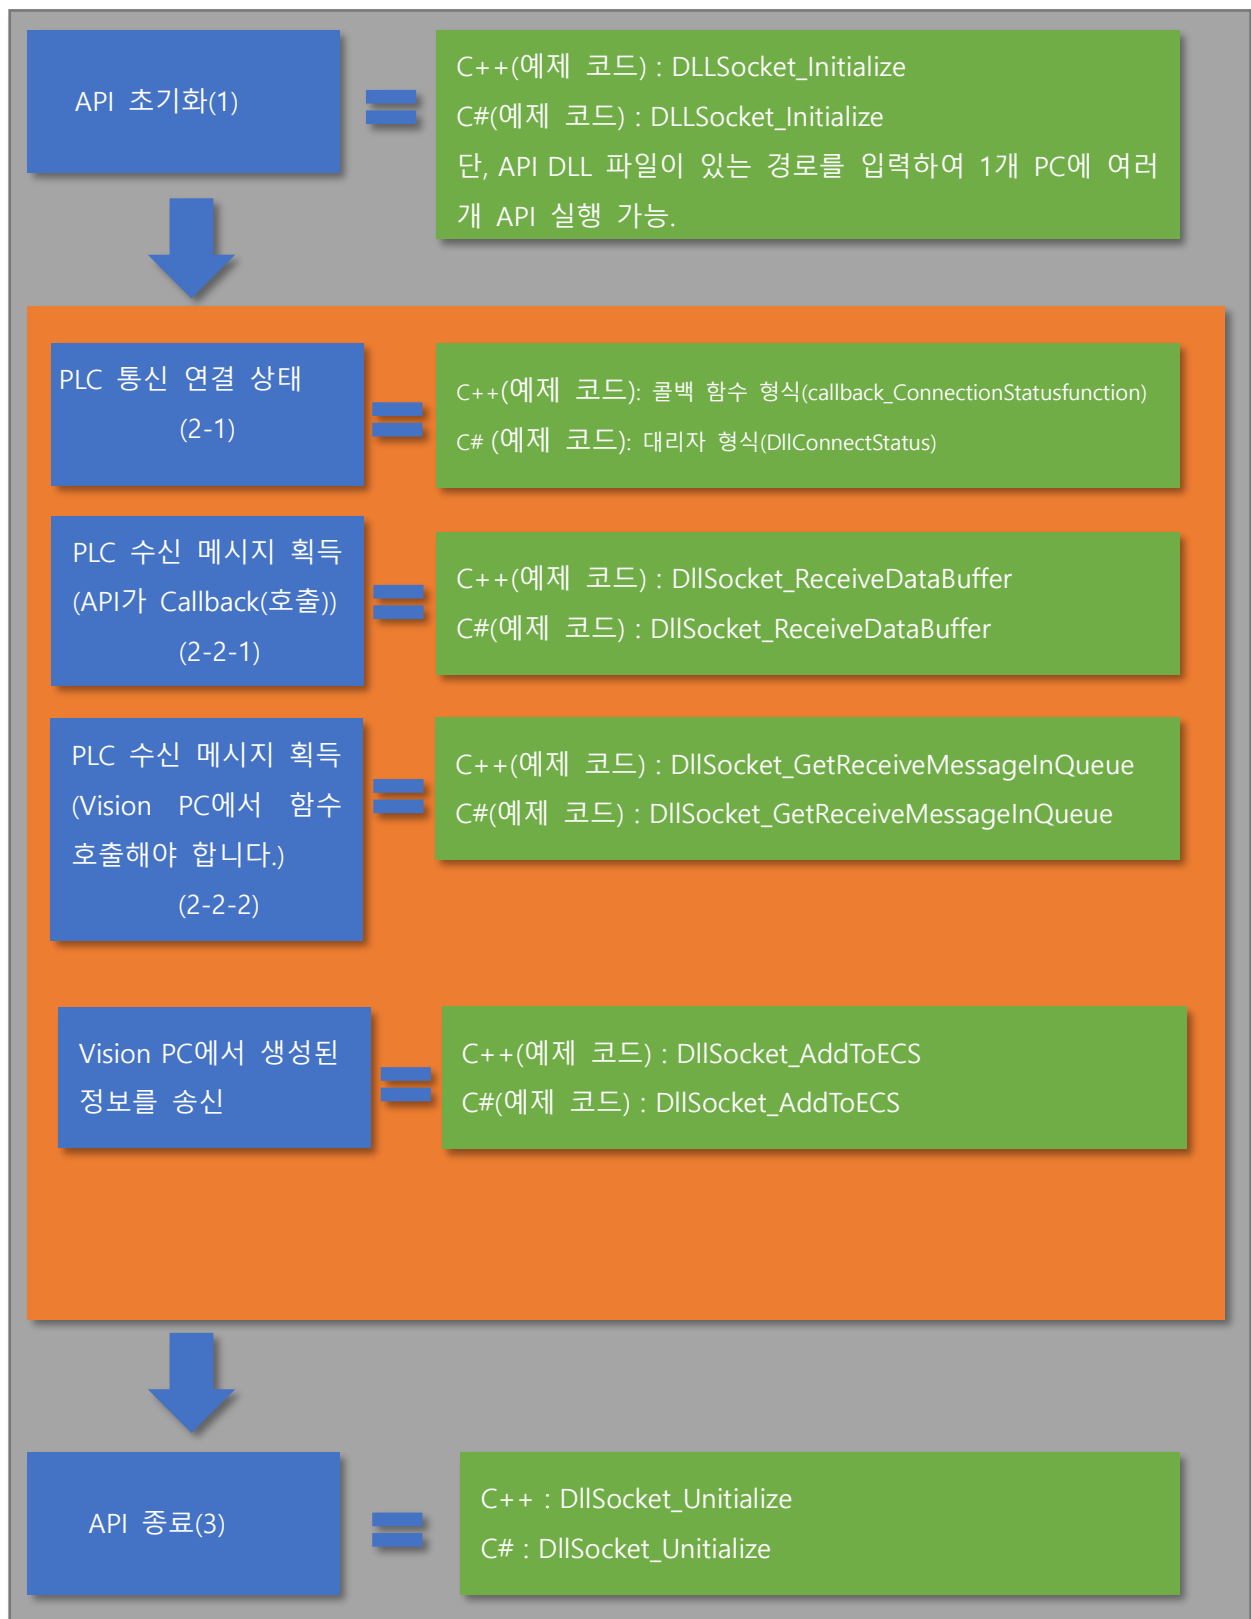 API 초기화(1)
C++(예제 코드) : DLLSocket_Initialize
C#(예제 코드) : DLLSocket_Initialize
단, API DLL 파일이 있는 경로를 입력하여 1개 PC에 여러
개 API 실행 가능.
PLC 통신 연결 상태
(2-1)
C++(예제 코드): 콜백 함수 형식(callback_ConnectionStatusfunction)
C# (예제 코드): 대리자 형식(DllConnectStatus)
PLC 수신 메시지 획득
(API가 Callback(호출))
(2-2-1)
C++(예제 코드) : DllSocket_ReceiveDataBuffer
C#(예제 코드) : DllSocket_ReceiveDataBuffer
PLC 수신 메시지 획득
(Vision PC에서 함수
호출해야 합니다.)
(2-2-2)
C++(예제 코드) : DllSocket_GetReceiveMessageInQueue
C#(예제 코드) : DllSocket_GetReceiveMessageInQueue
Vision PC에서 생성된
정보를 송신
C++(예제 코드) : DllSocket_AddToECS
C#(예제 코드) : DllSocket_AddToECS
API 종료(3)
C++ : DllSocket_Unitialize
C# : DllSocket_Unitialize